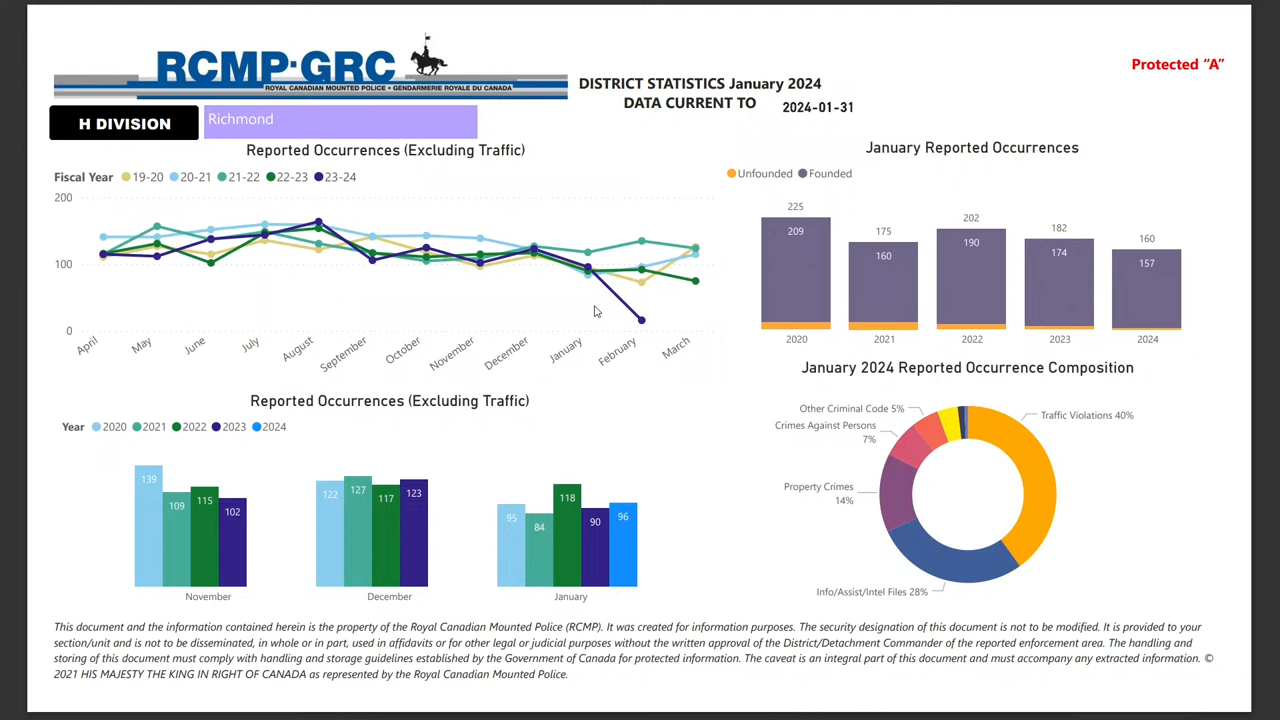 RCMP·GRC
ROYAL CANADIAN MOUNTED POLICE • GENDARMERIE ROYALE DU CANADA
Protected “A”
DISTRICT STATISTICS January 2024
DATA CURRENT TO 2024-01-31
H DIVISION
Richmond
Reported Occurrences (Excluding Traffic)
Fiscal Year 19-20 20-21 21-22 22-23 23-24
200
100
0
April May June July August September October November December January February March
January Reported Occurrences
Unfounded Founded
225 175 202 182 160
209 160 190 174 157
2020 2021 2022 2023 2024
Reported Occurrences (Excluding Traffic)
Year 2020 2021 2022 2023 2024
139 109 115 102
122 127 117 123
95 84 118 90 96
November December January
January 2024 Reported Occurrence Composition
Other Criminal Code 5%
Traffic Violations 40%
Crimes Against Persons
7%
Property Crimes
14%
Info/Assist/Intel Files 28%
This document and the information contained herein is the property of the Royal Canadian Mounted Police (RCMP). It was created for information purposes. The security designation of this document is not to be modified. It is provided to your
section/unit and is not to be disseminated, in whole or in part, used in affidavits or for other legal or judicial purposes without the written approval of the District/Detachment Commander of the reported enforcement area. The handling and
storing of this document must comply with handling and storage guidelines established by the Government of Canada for protected information. The caveat is an integral part of this document and must accompany any extracted information. ©
2021 HIS MAJESTY THE KING IN RIGHT OF CANADA as represented by the Royal Canadian Mounted Police.